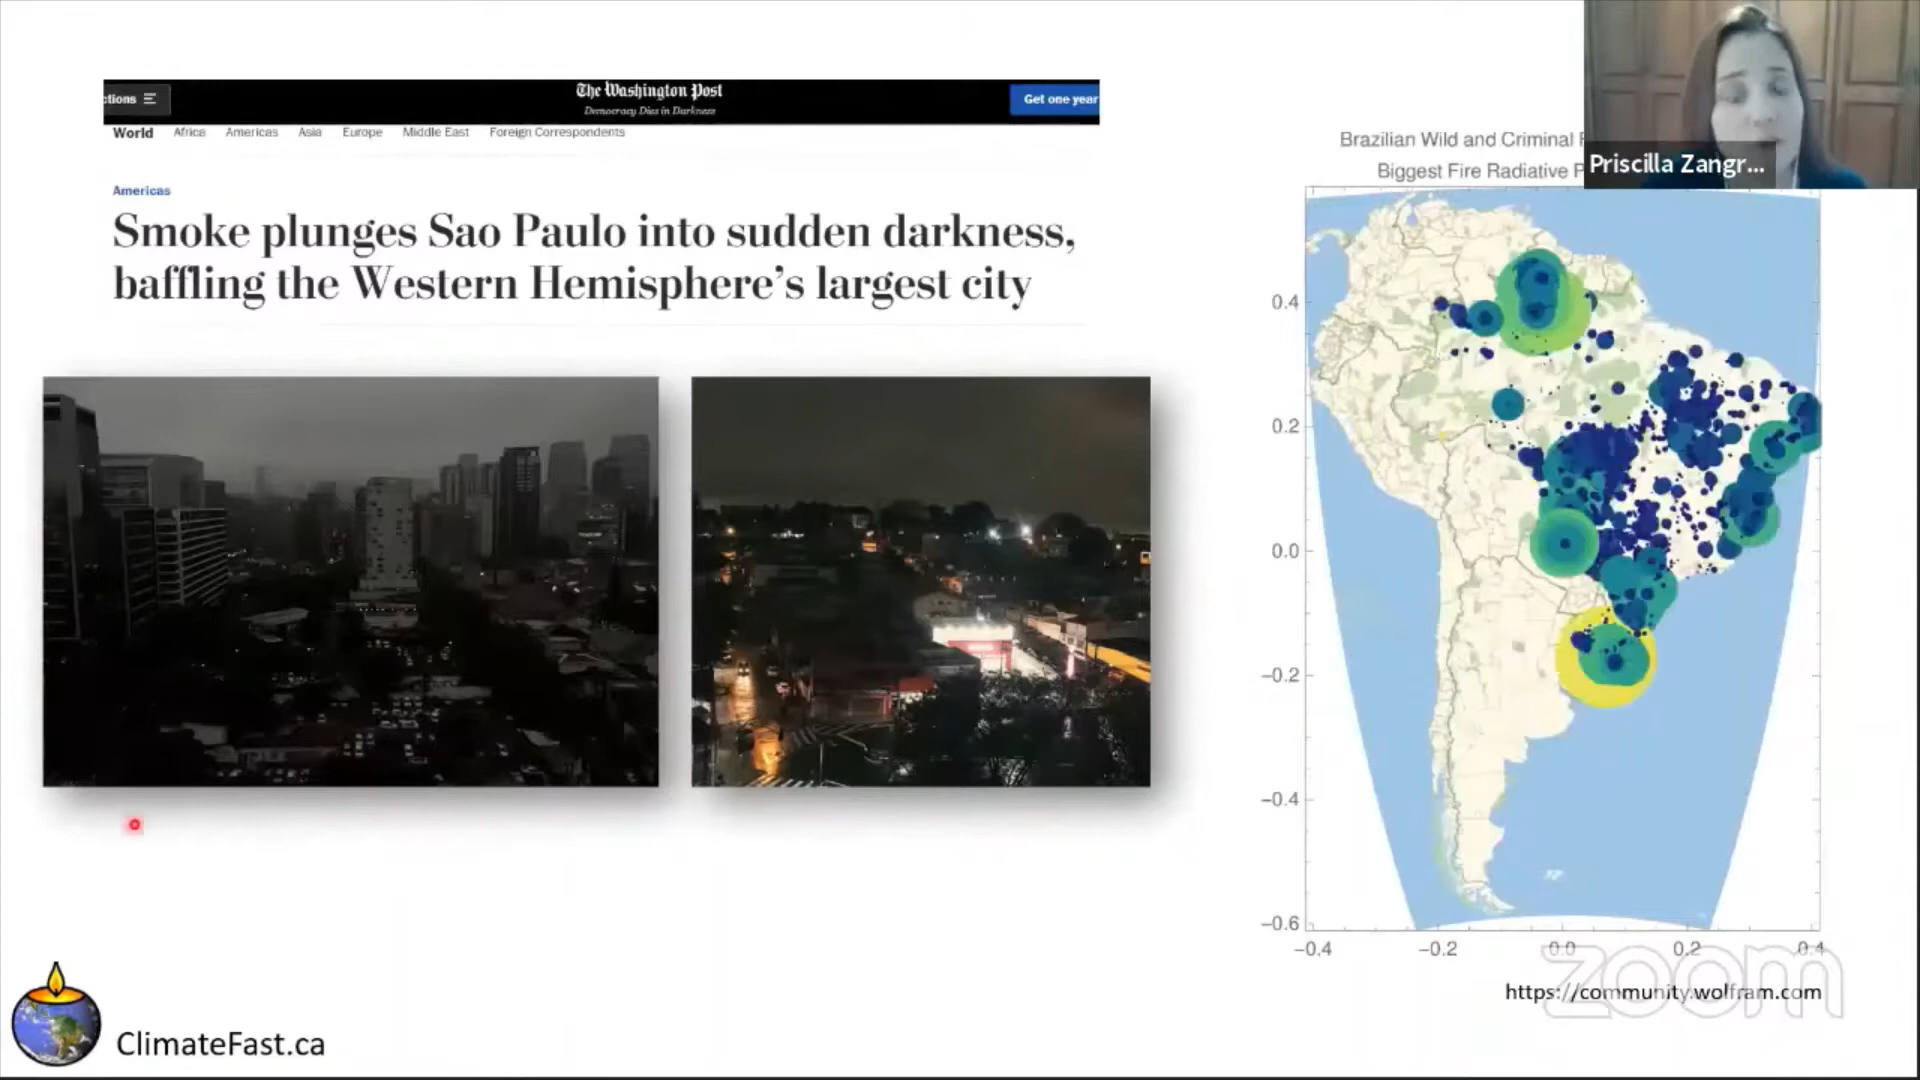 ctions
The Washington Post
Democracy Dies in Darkness
Get one year
World Africa Americas Asia Europe Middle East Foreign Correspondents
Americas
Smoke plunges Sao Paulo into sudden darkness,
baffling the Western Hemisphere's largest city
Brazilian Wild and Criminal F
Biggest Fire Radiative P
Priscilla Zangr...
0.4
0.2
0.0
−0.2
−0.4
−0.6
−0.4 −0.2 0.0 0.2 0.4
zoom
https://community.wolfram.com
ClimateFast.ca